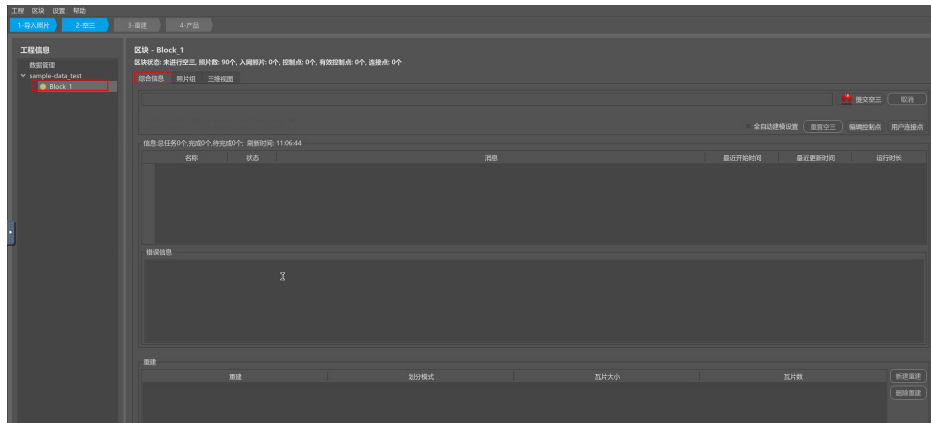 工程 区块 设置 帮助
1-导入照片 2-空三 3-重建 4-产品
工程信息
数据管理
sample-data_test
Block_1
区块 - Block_1
区块状态: 未进行空三, 照片数: 90个, 入网照片: 0个, 控制点: 0个, 有效控制点: 0个, 连接点: 0个
综合信息 照片组 三维视图
提交空三 取消
全自动建模设置 重置空三 编辑控制点 用户连接点
信息:总任务0个,完成0个,待完成0个; 刷新时间: 11:06:44
名称 状态 消息 最近开始时间 最近更新时间 运行时长
错误信息
重建
重建 划分模式 瓦片大小 瓦片数 新建重建
删除重建